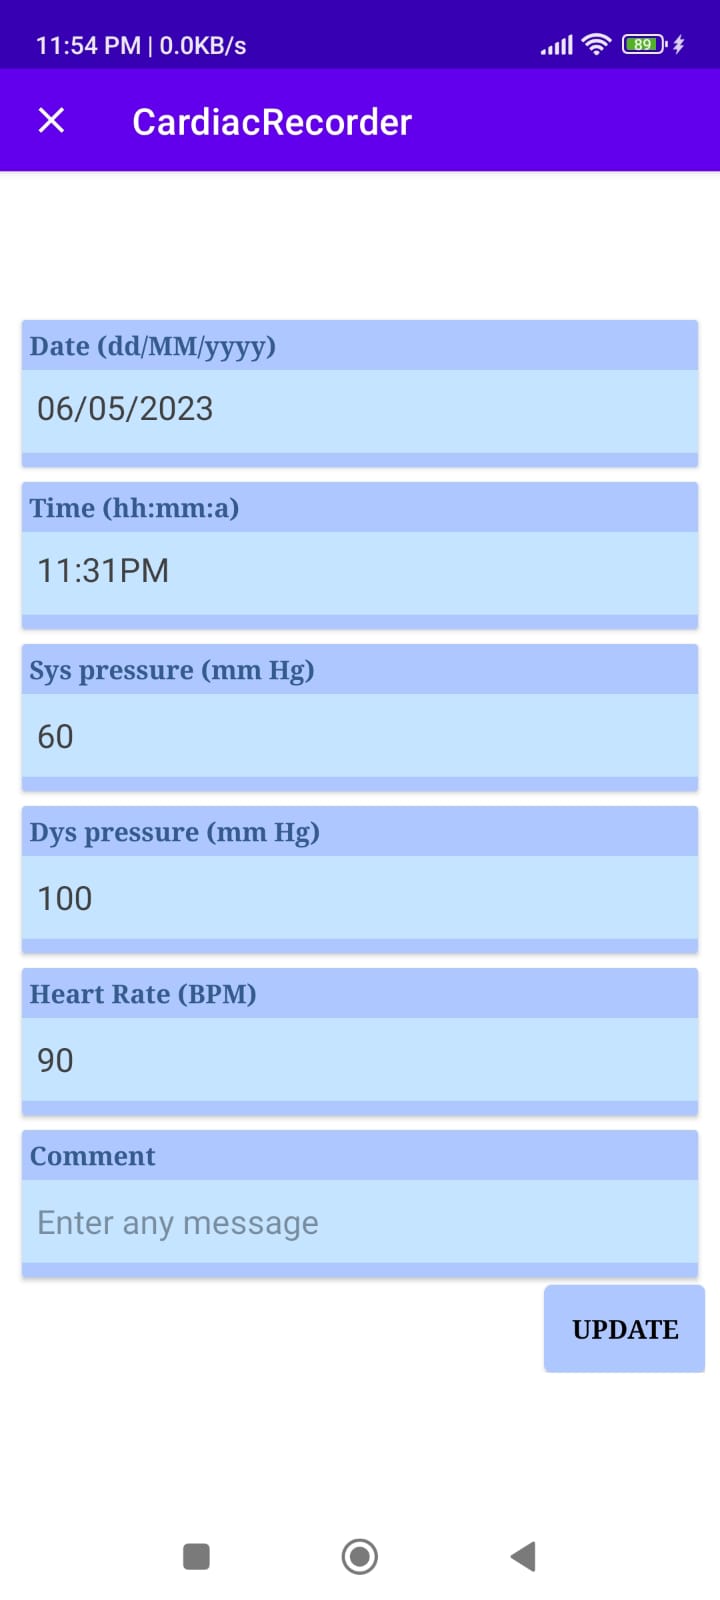 11:54 PM | 0.0KB/s 89
CardiacRecorder
Date (dd/MM/yyyy)
06/05/2023
Time (hh:mm:a)
11:31PM
Sys pressure (mm Hg)
60
Dys pressure (mm Hg)
100
Heart Rate (BPM)
90
Comment
Enter any message
UPDATE